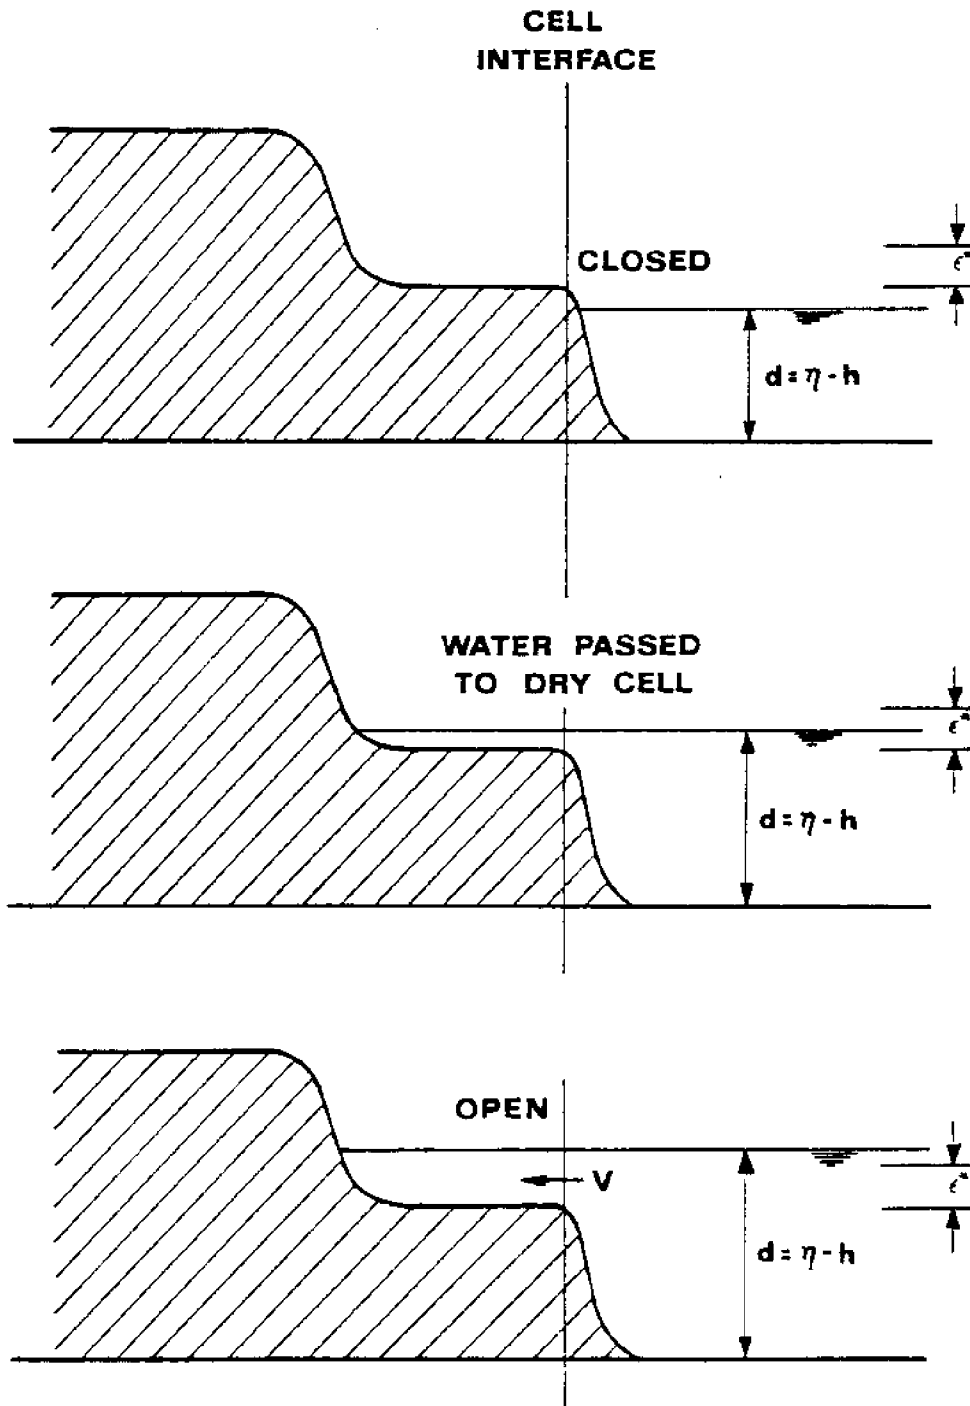 CELL
INTERFACE
CLOSED
ϵ*
d = η - h
WATER PASSED
TO DRY CELL
ϵ*
d = η - h
OPEN
V
ϵ*
d = η - h